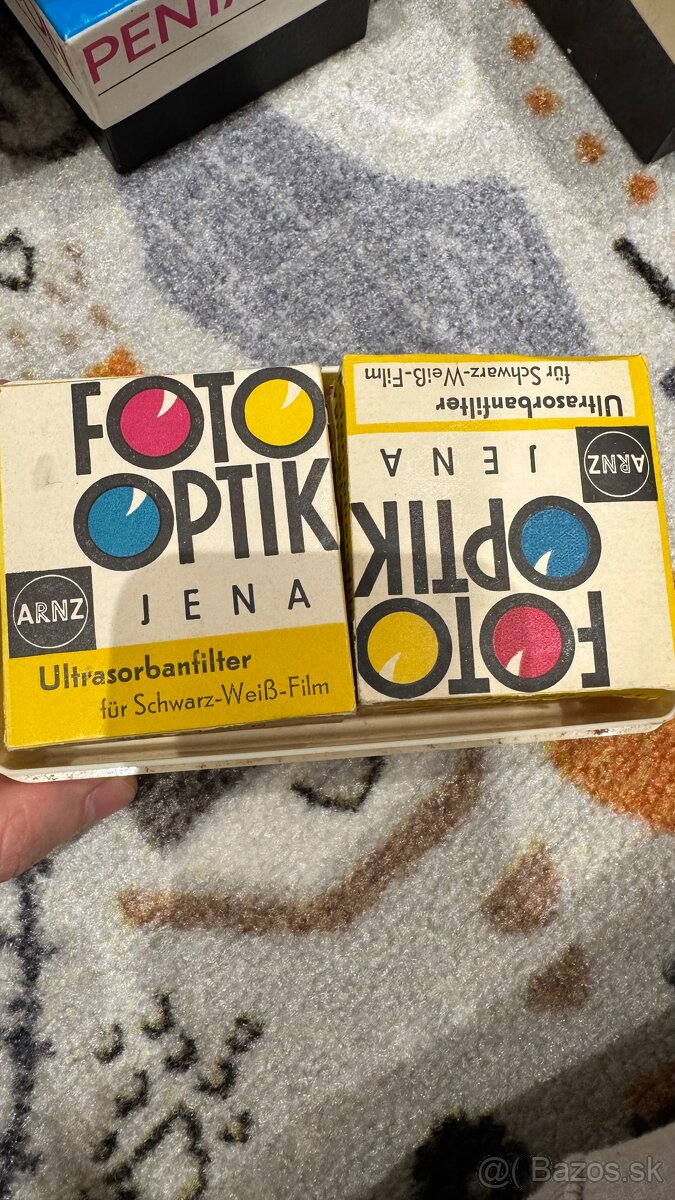 PENTA
FOTO
OPTIK
ARNZ
JENA
Ultrasorbanfilter
für Schwarz-Weiß-Film
FOTO
OPTIK
JENA
ARNZ
Ultrasorbanfilter
für Schwarz-Weiß-Film
@( Bazos.sk